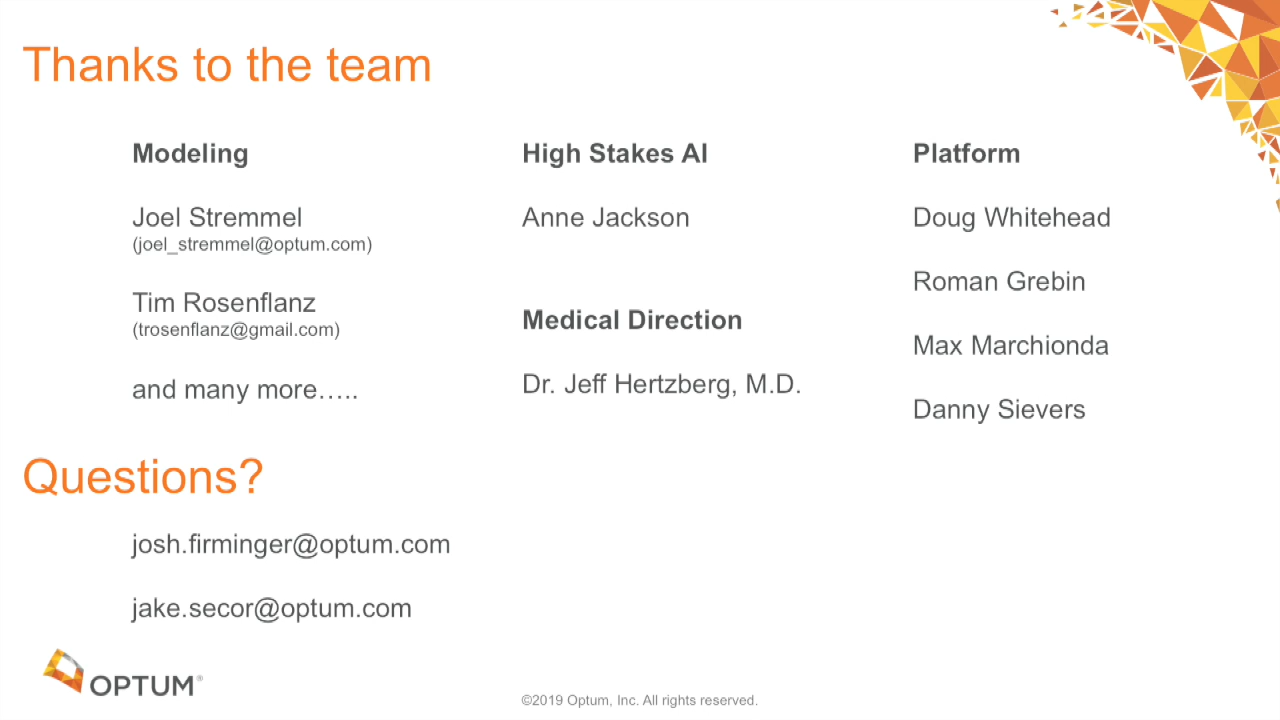 Thanks to the team
Modeling
Joel Stremmel
(joel_stremmel@optum.com)
Tim Rosenflanz
(trosenflanz@gmail.com)
and many more…..
High Stakes AI
Anne Jackson
Medical Direction
Dr. Jeff Hertzberg, M.D.
Platform
Doug Whitehead
Roman Grebin
Max Marchionda
Danny Sievers
Questions?
josh.firminger@optum.com
jake.secor@optum.com
OPTUM®
©2019 Optum, Inc. All rights reserved.